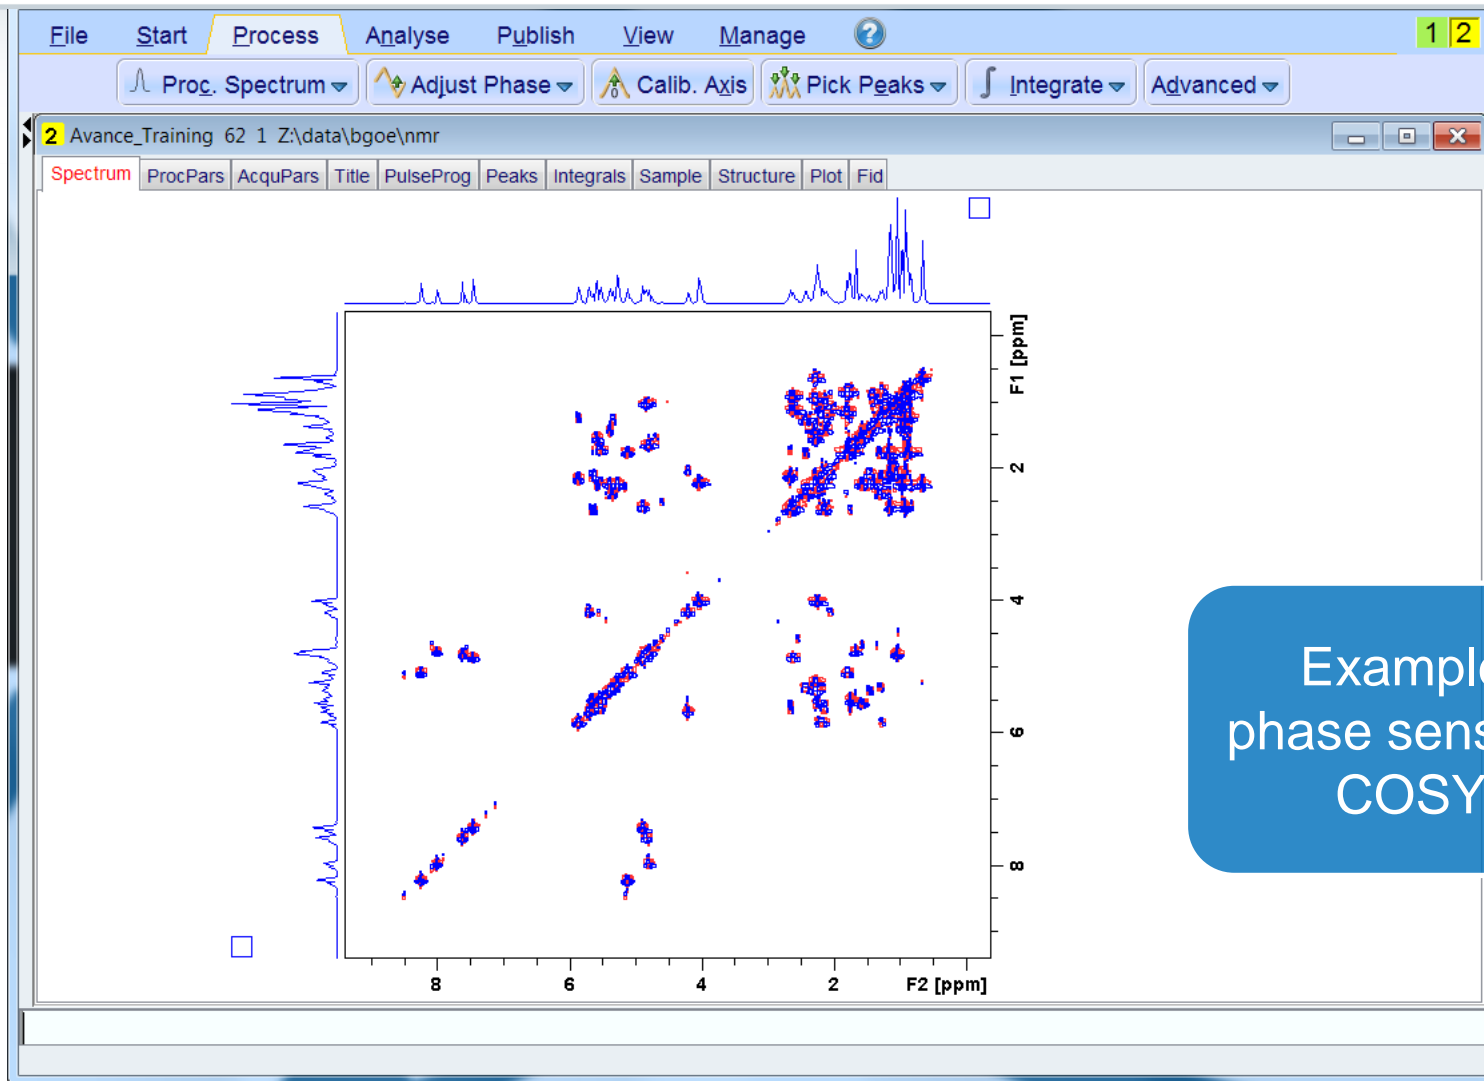 File Start Process Analyse Publish View Manage ? 1 2
Proc. Spectrum Adjust Phase Calib. Axis Pick Peaks Integrate Advanced
2 Avance_Training 62 1 Z:\data\bgoe\nmr
Spectrum ProcPars AcquPars Title PulseProg Peaks Integrals Sample Structure Plot Fid
F1 [ppm]
2
4
6
8
8 6 4 2 F2 [ppm]
Example
phase sens
COSY